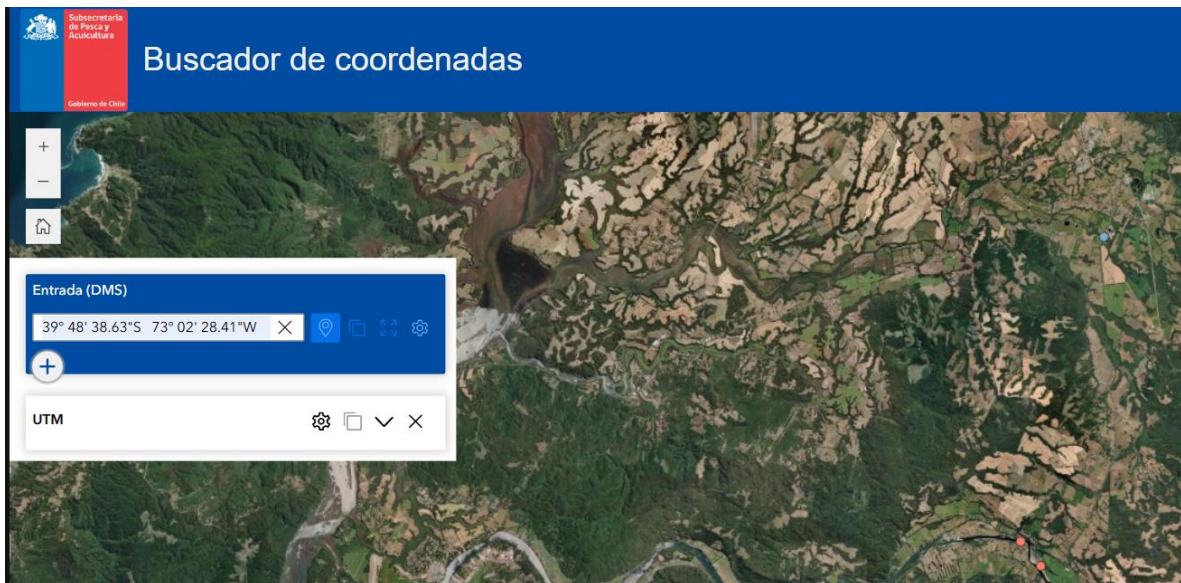 Subsecretaría
de Pesca y
Acuicultura
Gobierno de Chile
Buscador de coordenadas
+
−
Entrada (DMS)
39° 48' 38.63"S 73° 02' 28.41"W
+
UTM